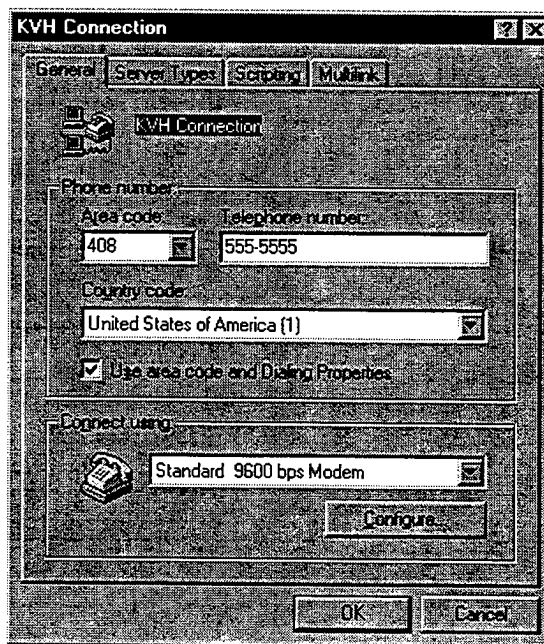 KVH Connection
General Server Types Scripting Multilink
KVH Connection
Phone number:
Area code: Telephone number:
408 555-5555
Country code:
United States of America (1)
Use area code and Dialing Properties
Connect using:
Standard 9600 bps Modem
Configure...
OK Cancel